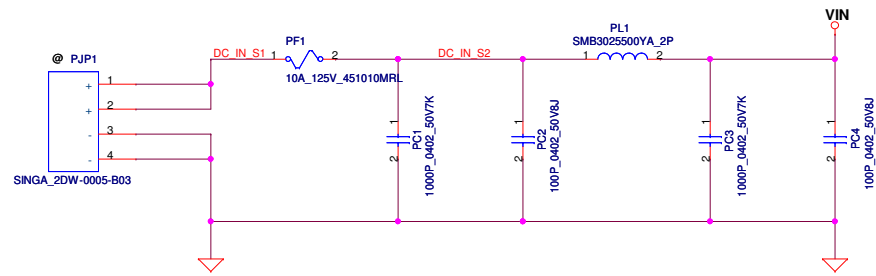 VIN
@ PJP1
DC_IN_S1
PF1
DC_IN_S2
PL1
SMB3025500YA_2P
1 2
1 2
10A_125V_451010MRL
+ 1
+ 2
- 3
- 4
SINGA_2DW-0005-B03
1 2
PC1
1000P_0402_50V7K
1 2
PC2
100P_0402_50V8J
1 2
PC3
1000P_0402_50V7K
1 2
PC4
100P_0402_50V8J